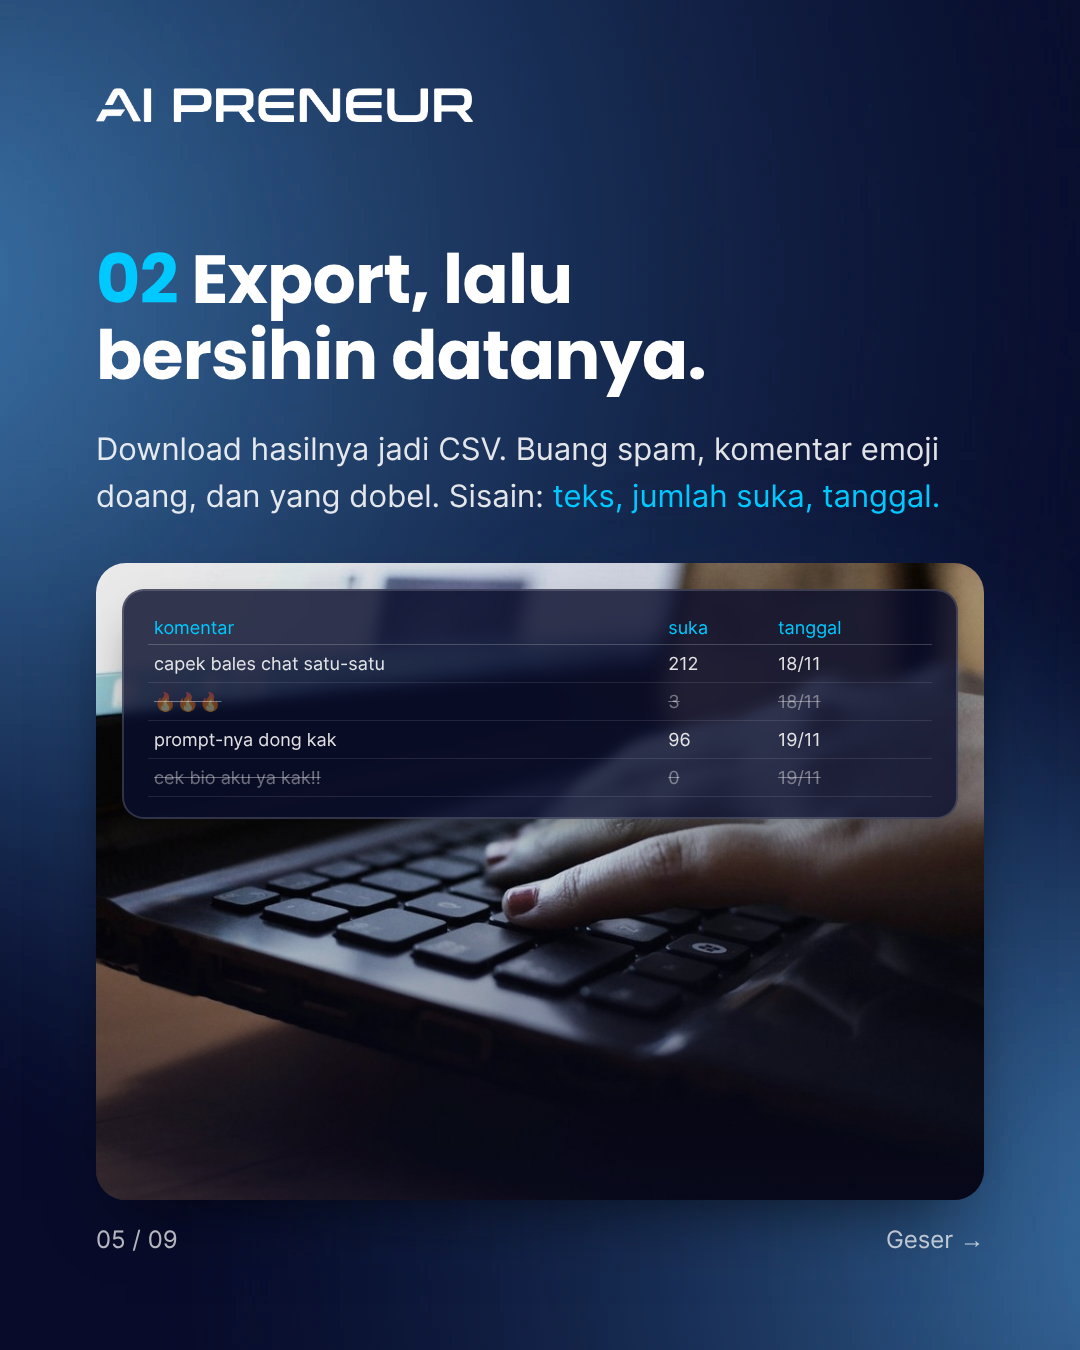 AI PRENEUR
02 Export, lalu
bersihin datanya.
Download hasilnya jadi CSV. Buang spam, komentar emoji
doang, dan yang dobel. Sisain: teks, jumlah suka, tanggal.
komentar suka tanggal
capek bales chat satu-satu 212 18/11
🔥🔥🔥 3 18/11
prompt-nya dong kak 96 19/11
cek bio aku ya kak!! 0 19/11
05 / 09
Geser →